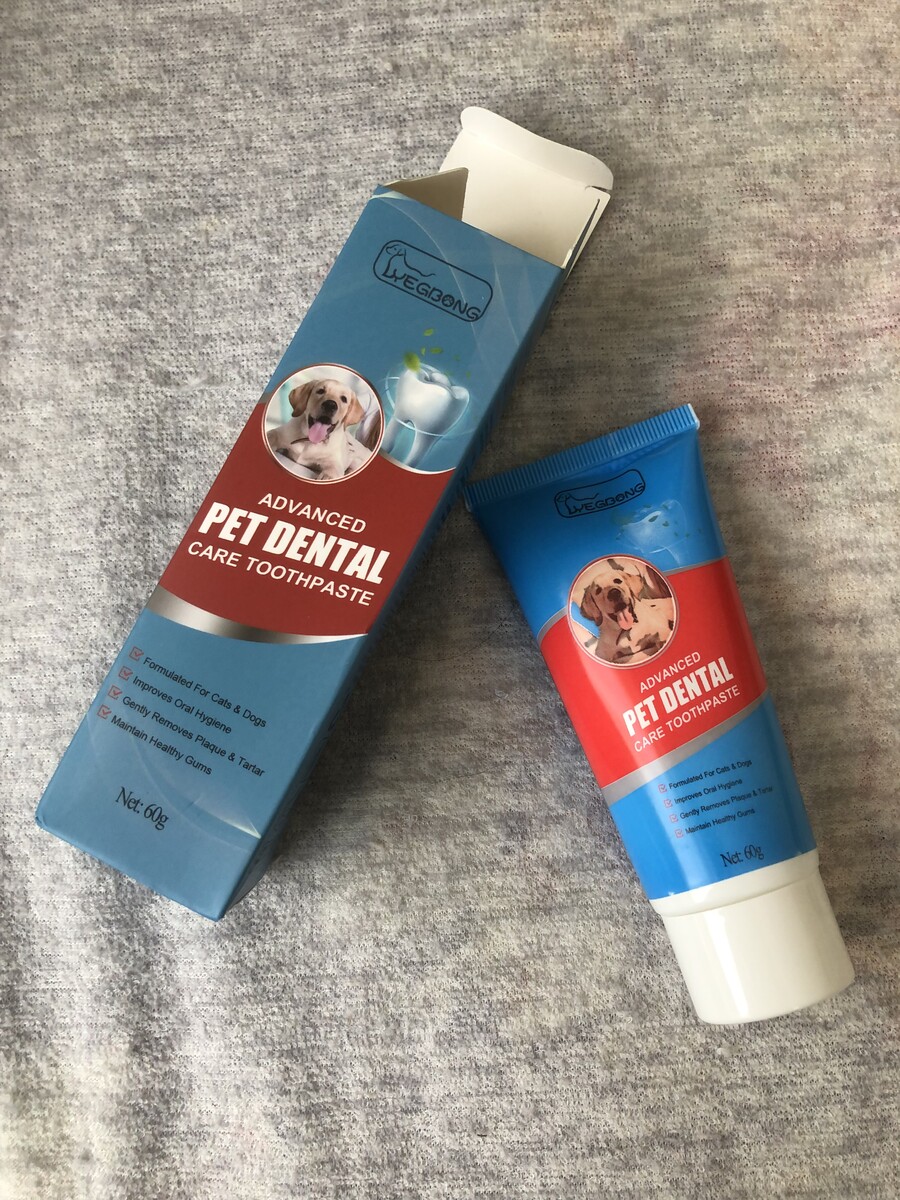 YEGBONG
ADVANCED
PET DENTAL
CARE TOOTHPASTE
Formulated For Cats & Dogs
Improves Oral Hygiene
Gently Removes Plaque & Tartar
Maintain Healthy Gums
Net: 60g
YEGBONG
ADVANCED
PET DENTAL
CARE TOOTHPASTE
Formulated For Cats & Dogs
Improves Oral Hygiene
Gently Removes Plaque & Tartar
Maintain Healthy Gums
Net: 60g